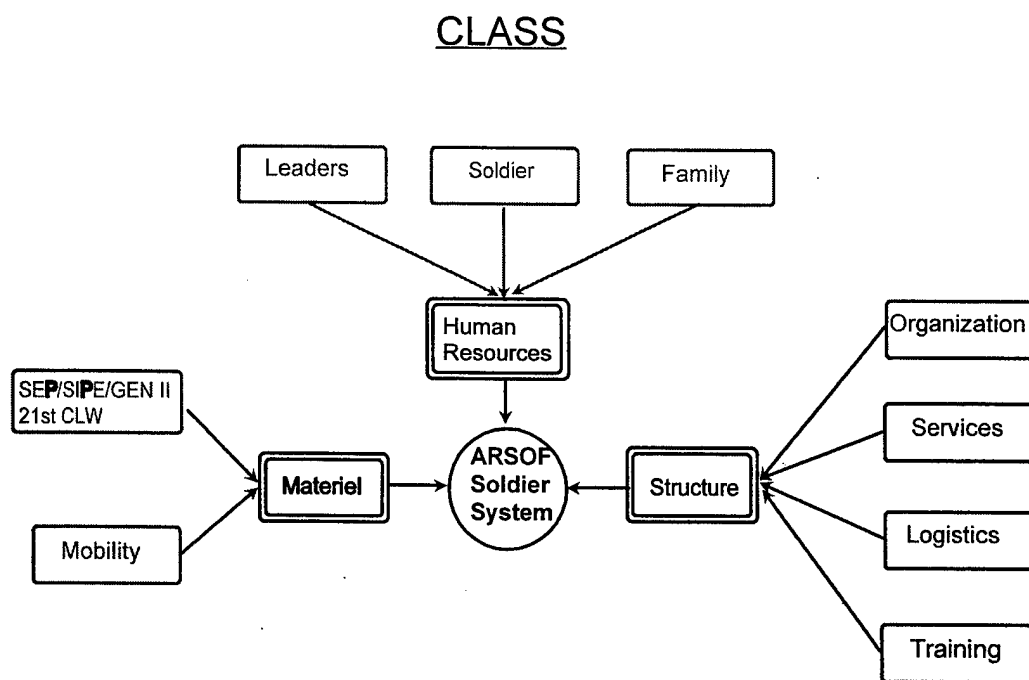 CLASS
Leaders
Soldier
Family
Human
Resources
Organization
SEP/SIPE/GEN II
21st CLW
Services
Materiel
ARSOF
Soldier
System
Structure
Mobility
Logistics
Training